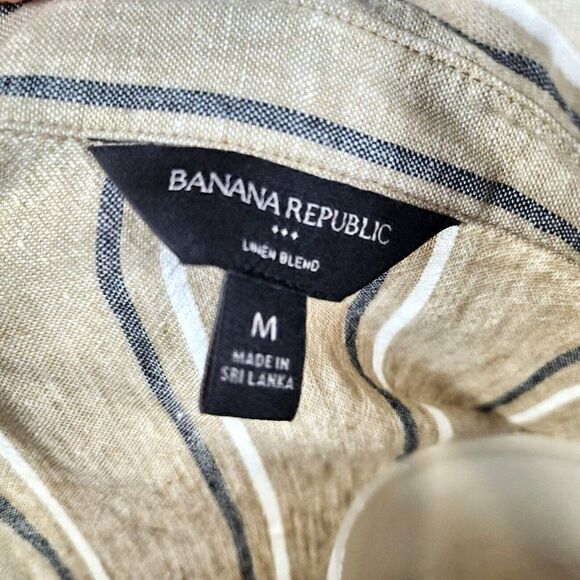 BANANA REPUBLIC
LINEN BLEND
M
MADE IN
SRI LANKA